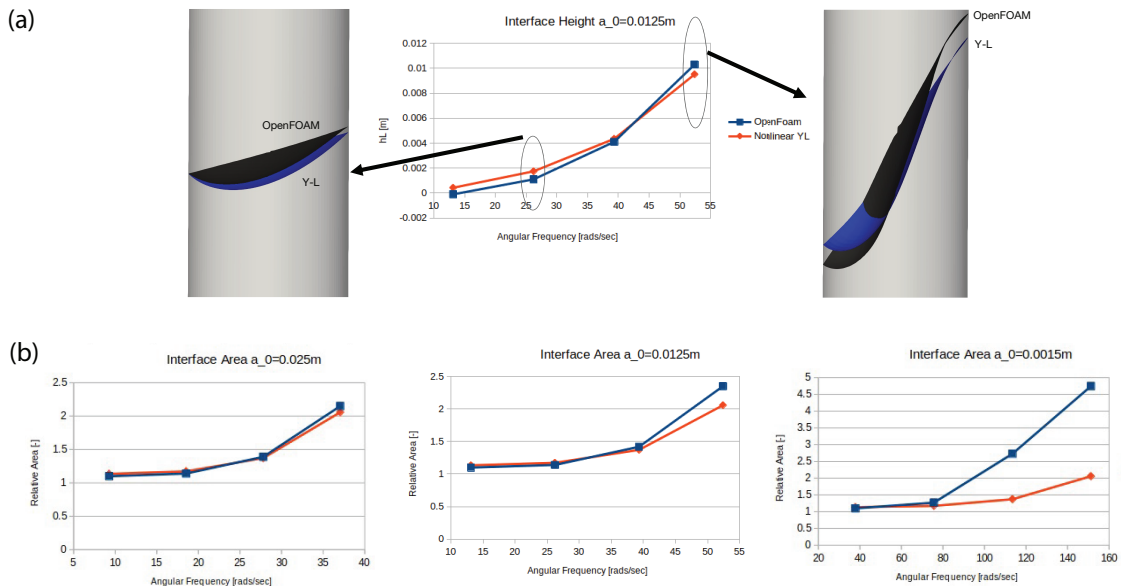 (a)
OpenFOAM
Y-L
Interface Height a_0=0.0125m
0.012
0.01
0.008
0.006
0.004
0.002
0
-0.002
hL [m]
10 15 20 25 30 35 40 45 50 55
Angular Frequency [rads/sec]
OpenFoam
Nonlinear YL
OpenFOAM
Y-L
(b)
Interface Area a_0=0.025m
2.5
2
1.5
1
0.5
0
Relative Area [-]
5 10 15 20 25 30 35 40
Angular Frequency [rads/sec]
Interface Area a_0=0.0125m
2.5
2
1.5
1
0.5
0
Relative Area [-]
10 15 20 25 30 35 40 45 50 55
Angular Frequency [rads/sec]
Interface Area a_0=0.0015m
5
4.5
4
3.5
3
2.5
2
1.5
1
0.5
0
Relative Area [-]
20 40 60 80 100 120 140 160
Angular Frequency [rads/sec]